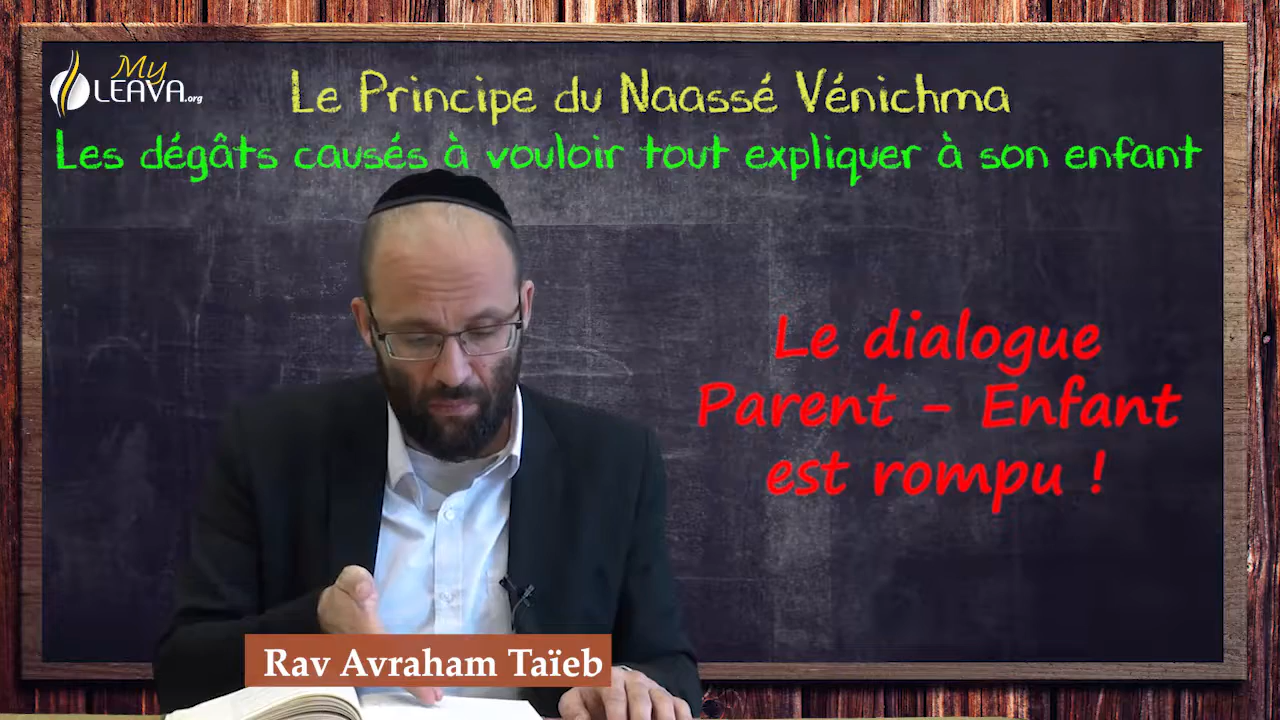 My
LEAVA.org
Le Principe du Naassé Vénichma
Les dégâts causés à vouloir tout expliquer à son enfant
Le dialogue
Parent - Enfant
est rompu !
Rav Avraham Taïeb